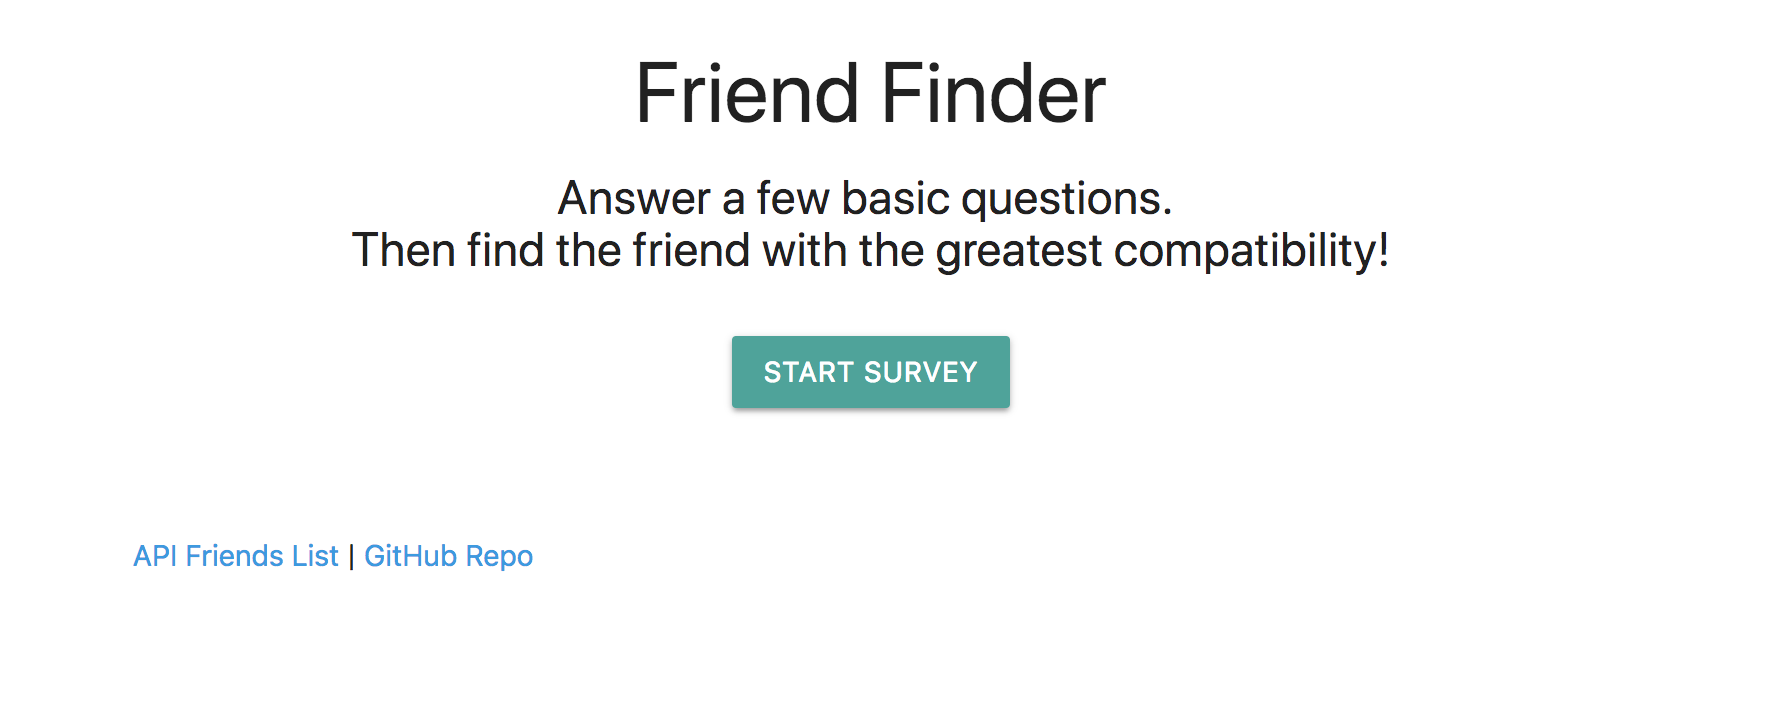 Friend Finder
Answer a few basic questions.
Then find the friend with the greatest compatibility!
START SURVEY
API Friends List | GitHub Repo